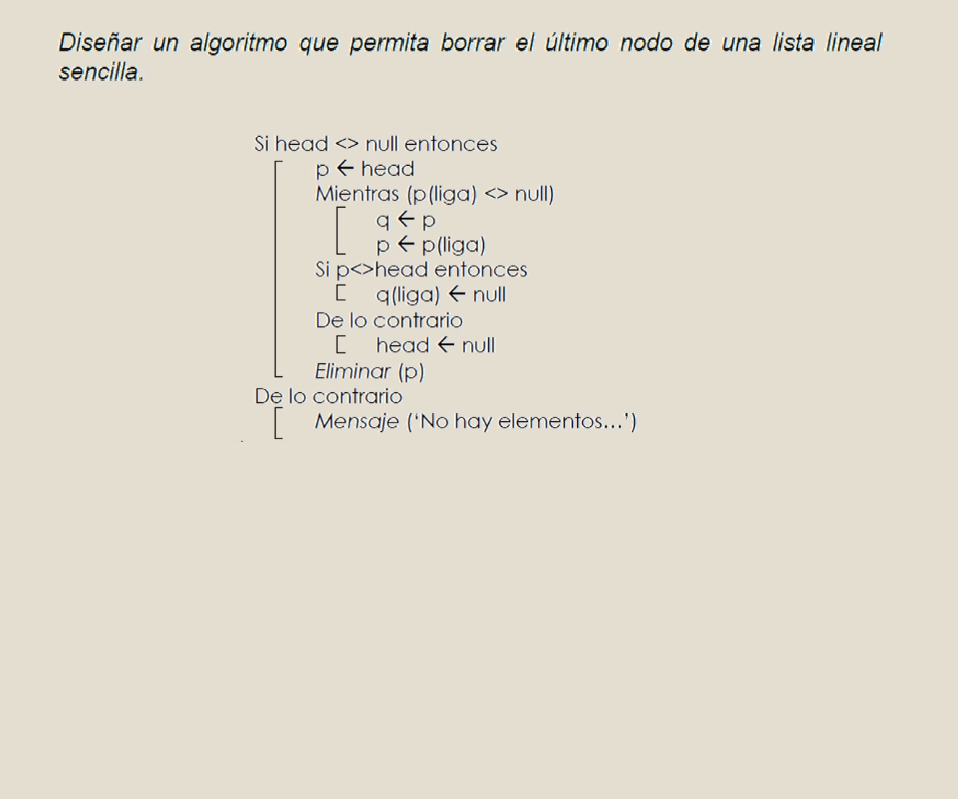 Diseñar un algoritmo que permita borrar el último nodo de una lista lineal
sencilla.
Si head <> null entonces
p ← head
Mientras (p(liga) <> null)
q ← p
p ← p(liga)
Si p<>head entonces
q(liga) ← null
De lo contrario
head ← null
Eliminar (p)
De lo contrario
Mensaje (‘No hay elementos…’)